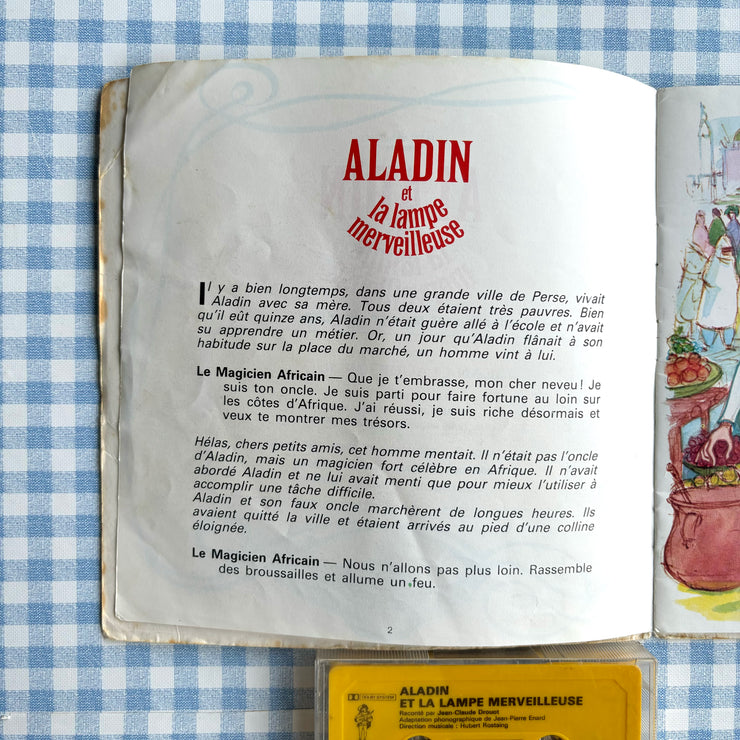 ALADIN
et
la lampe
merveilleuse
Il y a bien longtemps, dans une grande ville de Perse, vivait
Aladin avec sa mère. Tous deux étaient très pauvres. Bien
qu'il eût quinze ans, Aladin n'était guère allé à l'école et n'avait
su apprendre un métier. Or, un jour qu'Aladin flânait à son
habitude sur la place du marché, un homme vint à lui.
Le Magicien Africain — Que je t'embrasse, mon cher neveu! Je
suis ton oncle. Je suis parti pour faire fortune au loin sur
les côtes d'Afrique. J'ai réussi, je suis riche désormais et
veux te montrer mes trésors.
Hélas, chers petits amis, cet homme mentait. Il n'était pas l'oncle
d'Aladin, mais un magicien fort célèbre en Afrique. Il n'avait
abordé Aladin et ne lui avait menti que pour mieux l'utiliser à
accomplir une tâche difficile.
Aladin et son faux oncle marchèrent de longues heures. Ils
avaient quitté la ville et étaient arrivés au pied d'une colline
éloignée.
Le Magicien Africain — Nous n'allons pas plus loin. Rassemble
des broussailles et allume un feu.
2
DOLBY SYSTEM
ALADIN
ET LA LAMPE MERVEILLEUSE
Raconté par Jean-Claude Drouot
Adaptation phonographique de Jean-Pierre Enard
Direction musicale : Hubert Rostaing